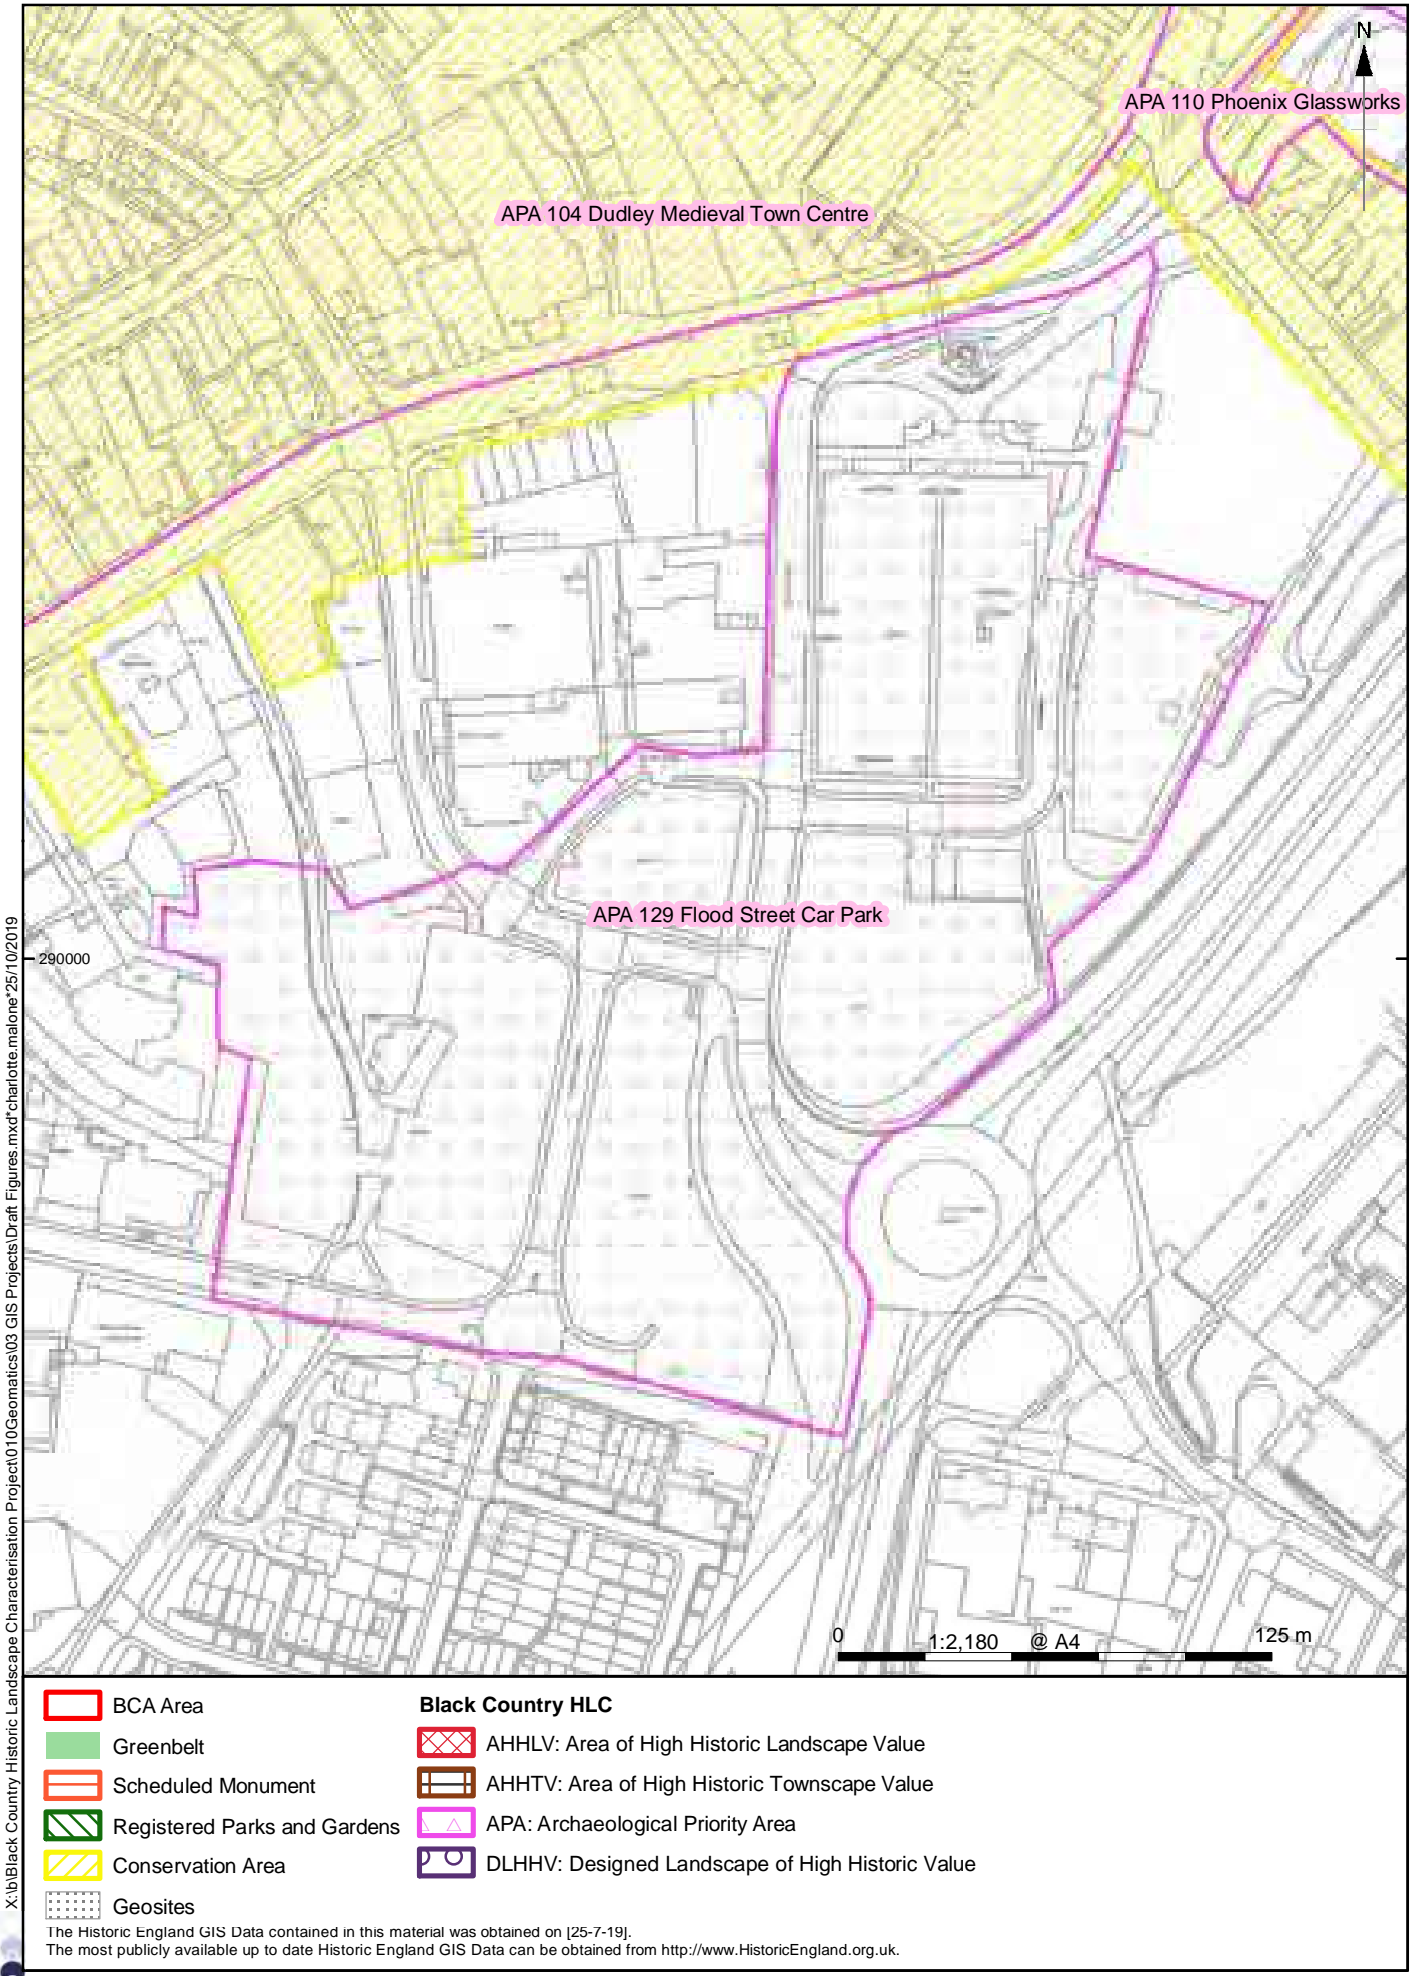 N
APA 110 Phoenix Glassworks
APA 104 Dudley Medieval Town Centre
APA 129 Flood Street Car Park
290000
X:\b\Black Country Historic Landscape Characterisation Project\010Geomatics\03 GIS Projects\Draft Figures.mxd*charlotte.malone*25/10/2019
0 1:2,180 @ A4 125 m
BCA Area
Greenbelt
Scheduled Monument
Registered Parks and Gardens
Conservation Area
Geosites
Black Country HLC
AHHLV: Area of High Historic Landscape Value
AHHTV: Area of High Historic Townscape Value
APA: Archaeological Priority Area
DLHHV: Designed Landscape of High Historic Value
The Historic England GIS Data contained in this material was obtained on [25-7-19].
The most publicly available up to date Historic England GIS Data can be obtained from http://www.HistoricEngland.org.uk.